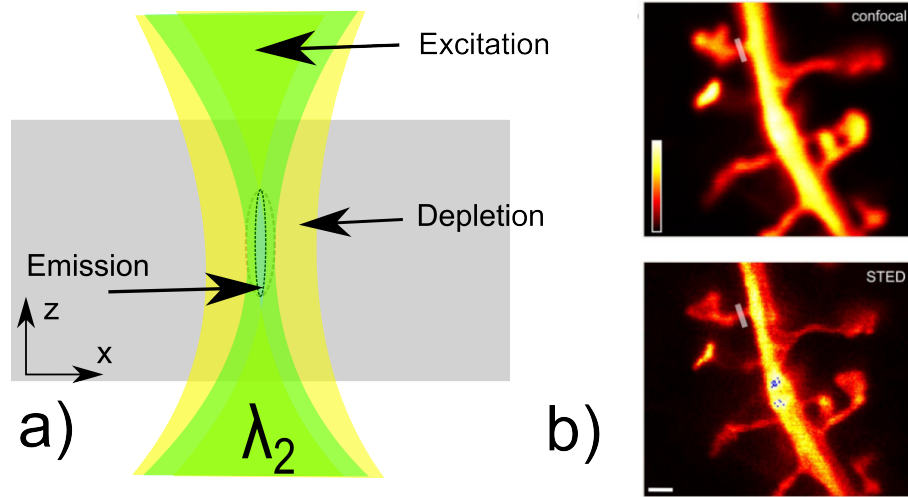 Excitation
Depletion
Emission
z
x
a)
λ2
b)
confocal
STED